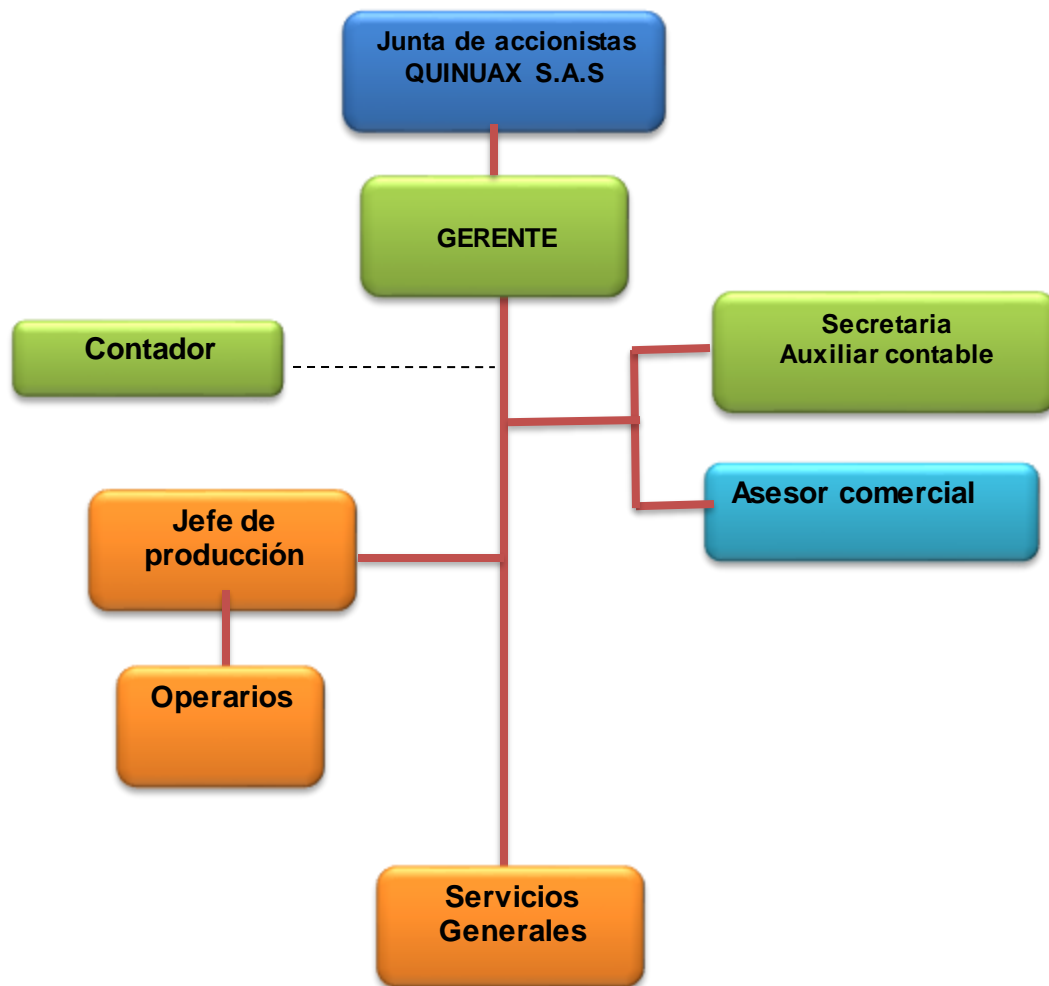 Junta de accionistas
QUINUAX S.A.S
GERENTE
Contador
Secretaria
Auxiliar contable
Asesor comercial
Jefe de
producción
Operarios
Servicios
Generales